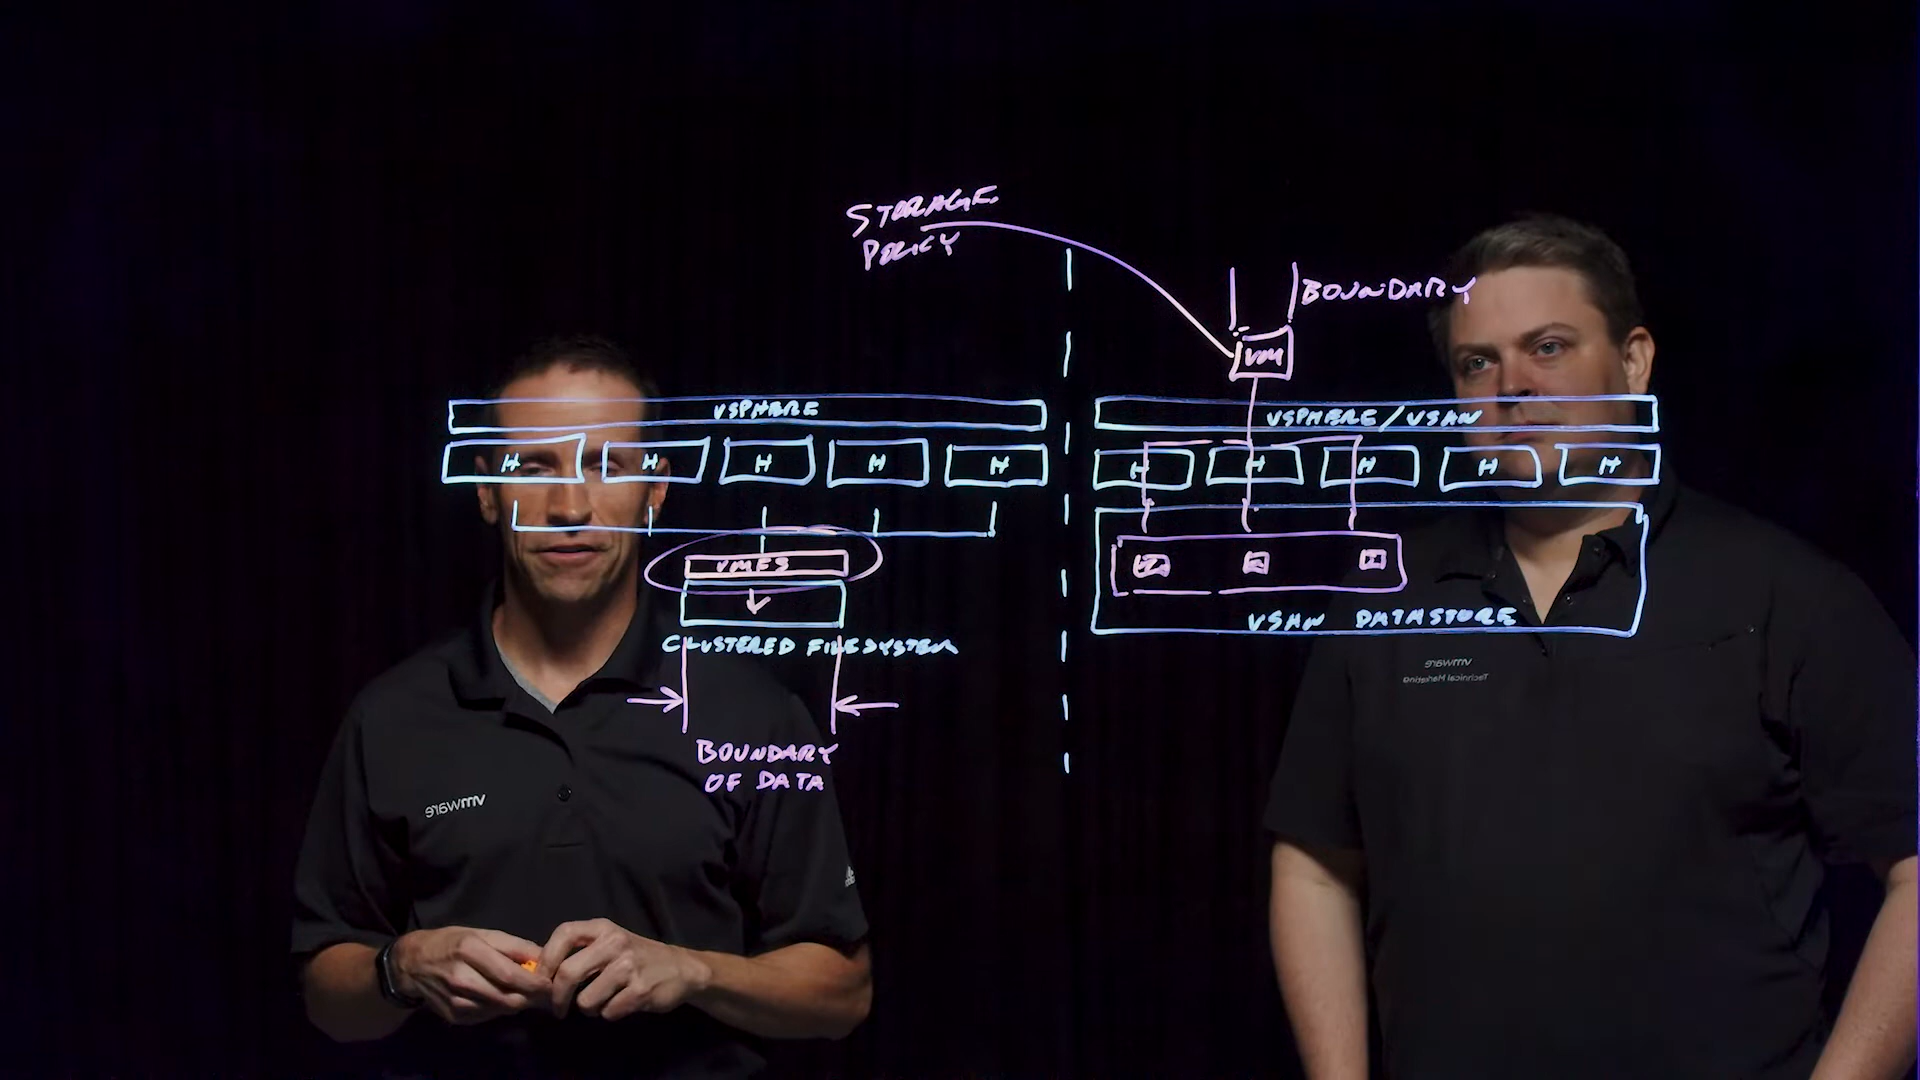 STORAGE
POLICY
BOUNDARY
VM
VSPHERE
H H H H H
VMFS
CLUSTERED FILESYSTEM
BOUNDARY
OF DATA
VSPHERE/VSAN
H H H H H
VSAN DATASTORE
vmware
vmware
Technical Marketing